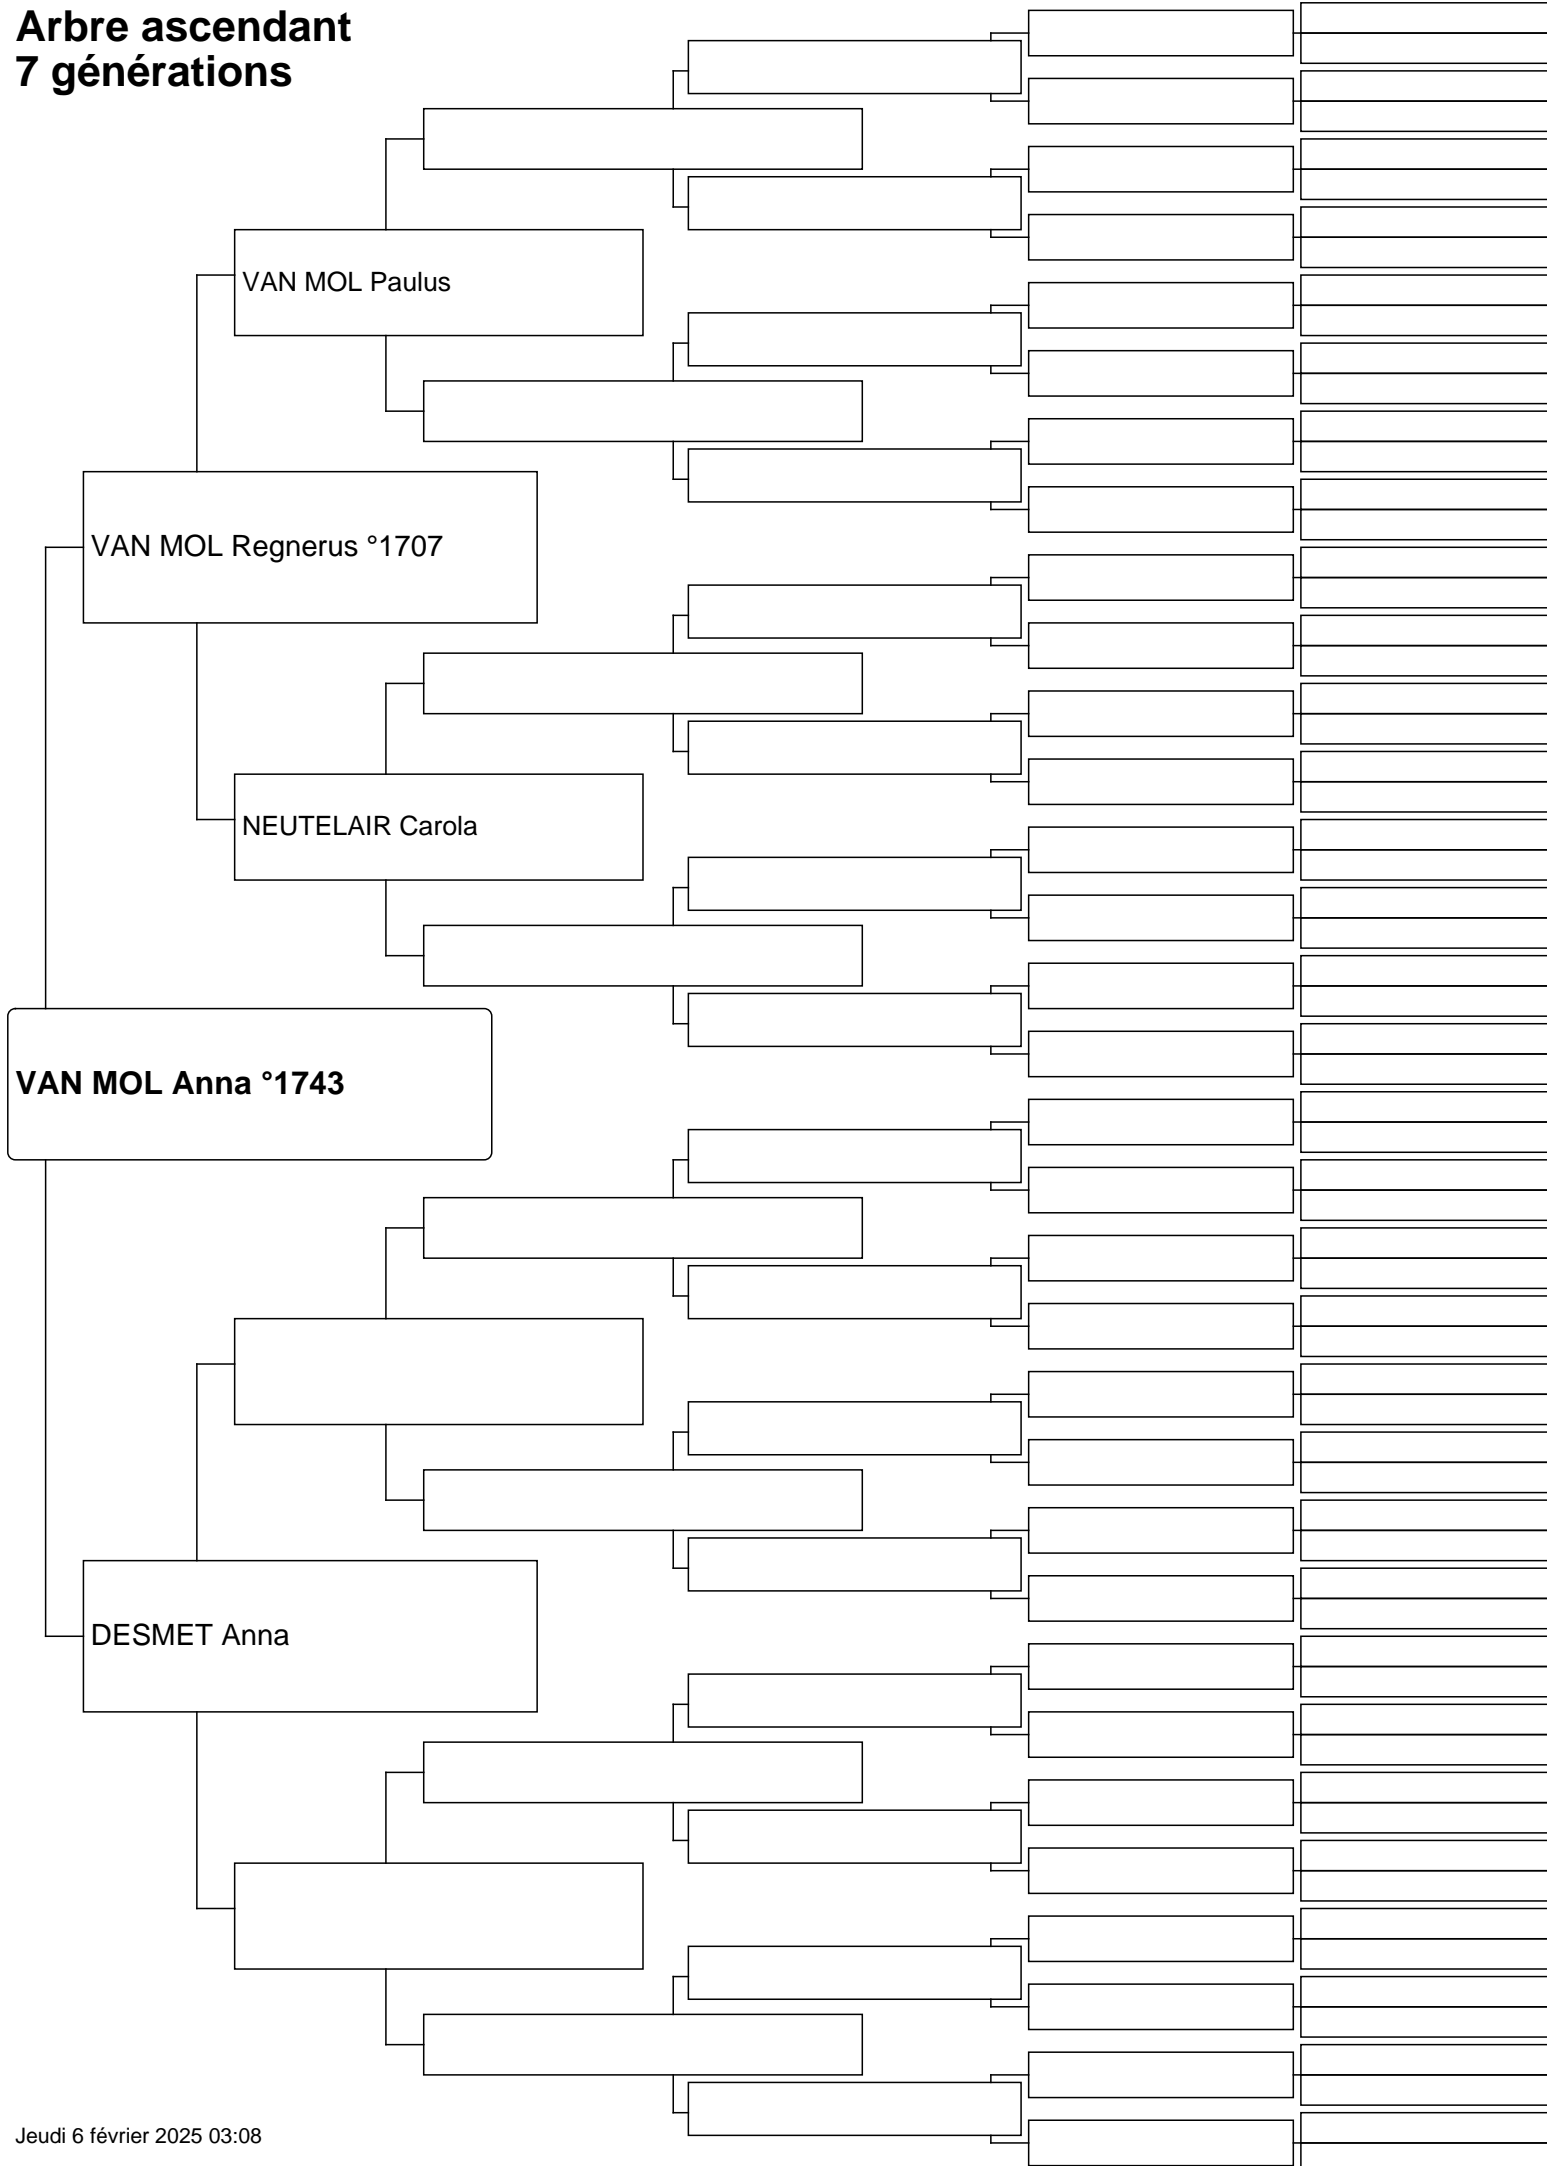 Arbre ascendant
7 générations
VAN MOL Paulus
VAN MOL Regnerus °1707
NEUTELAIR Carola
VAN MOL Anna °1743
DESMET Anna
Jeudi 6 février 2025 03:08